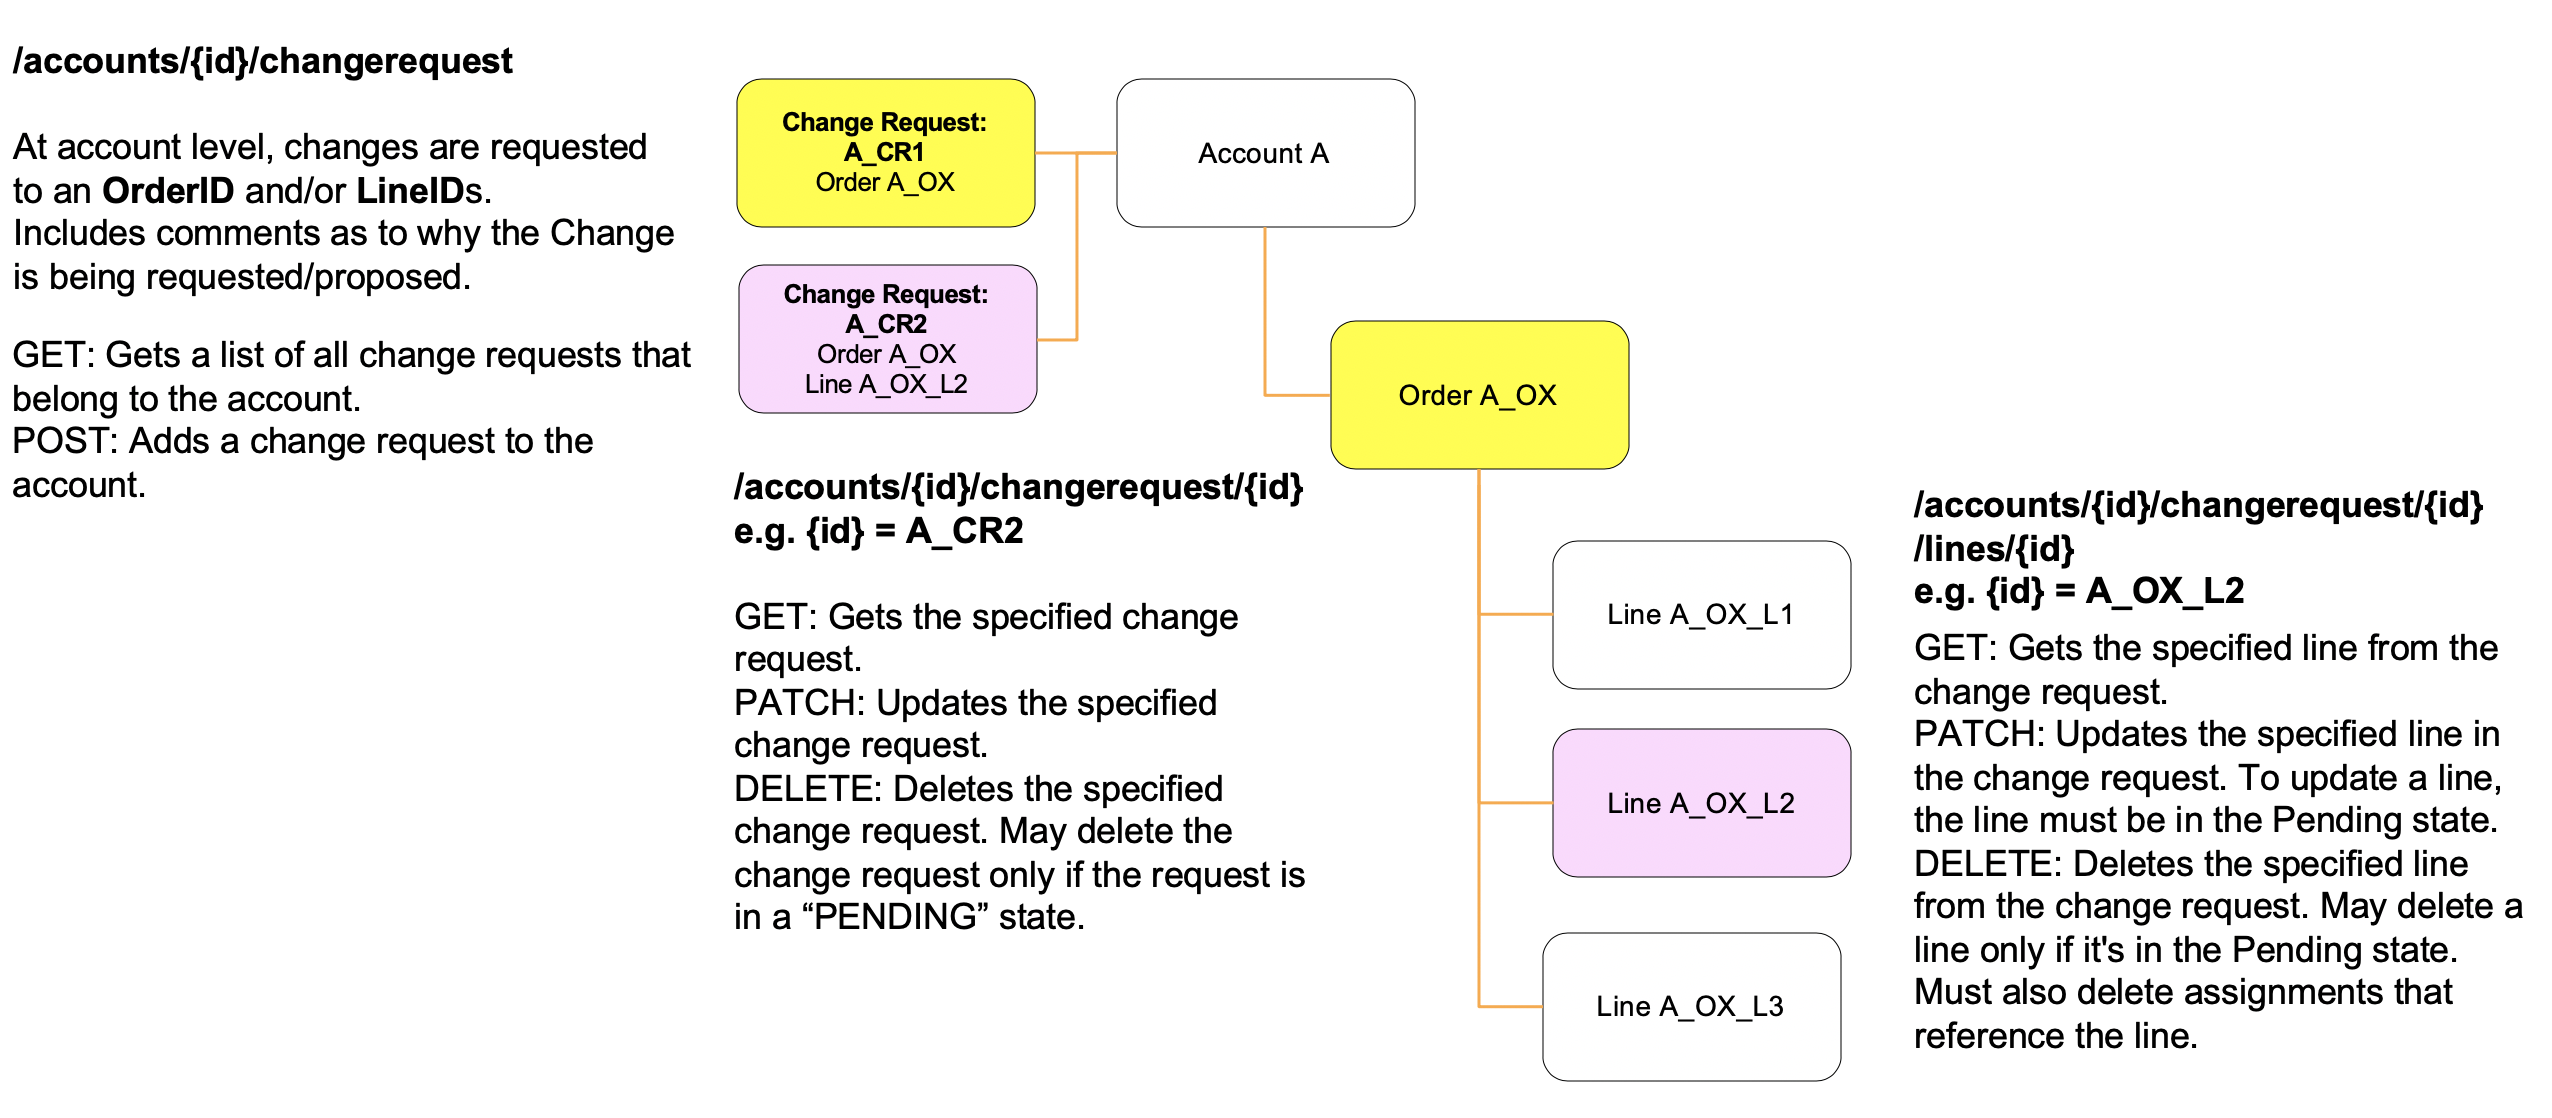 /accounts/{id}/changerequest
At account level, changes are requested
to an OrderID and/or LineIDs.
Includes comments as to why the Change
is being requested/proposed.
GET: Gets a list of all change requests that
belong to the account.
POST: Adds a change request to the
account.
Change Request:
A_CR1
Order A_OX
Account A
Change Request:
A_CR2
Order A_OX
Line A_OX_L2
Order A_OX
/accounts/{id}/changerequest/{id}
e.g. {id} = A_CR2
GET: Gets the specified change
request.
PATCH: Updates the specified
change request.
DELETE: Deletes the specified
change request. May delete the
change request only if the request is
in a “PENDING” state.
Line A_OX_L1
Line A_OX_L2
Line A_OX_L3
/accounts/{id}/changerequest/{id}
/lines/{id}
e.g. {id} = A_OX_L2
GET: Gets the specified line from the
change request.
PATCH: Updates the specified line in
the change request. To update a line,
the line must be in the Pending state.
DELETE: Deletes the specified line
from the change request. May delete a
line only if it's in the Pending state.
Must also delete assignments that
reference the line.